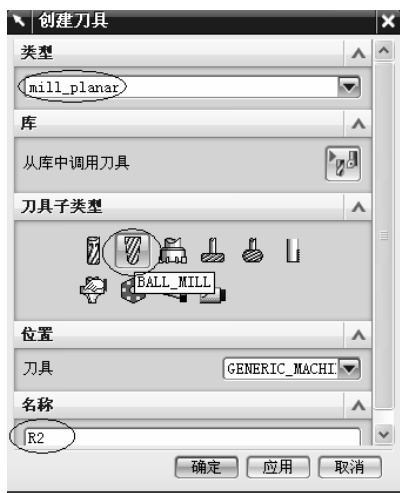 创建刀具
类型
mill_planar
库
从库中调用刀具
刀具子类型
BALL_MILL
位置
刀具
GENERIC_MACHI
名称
R2
确定 应用 取消